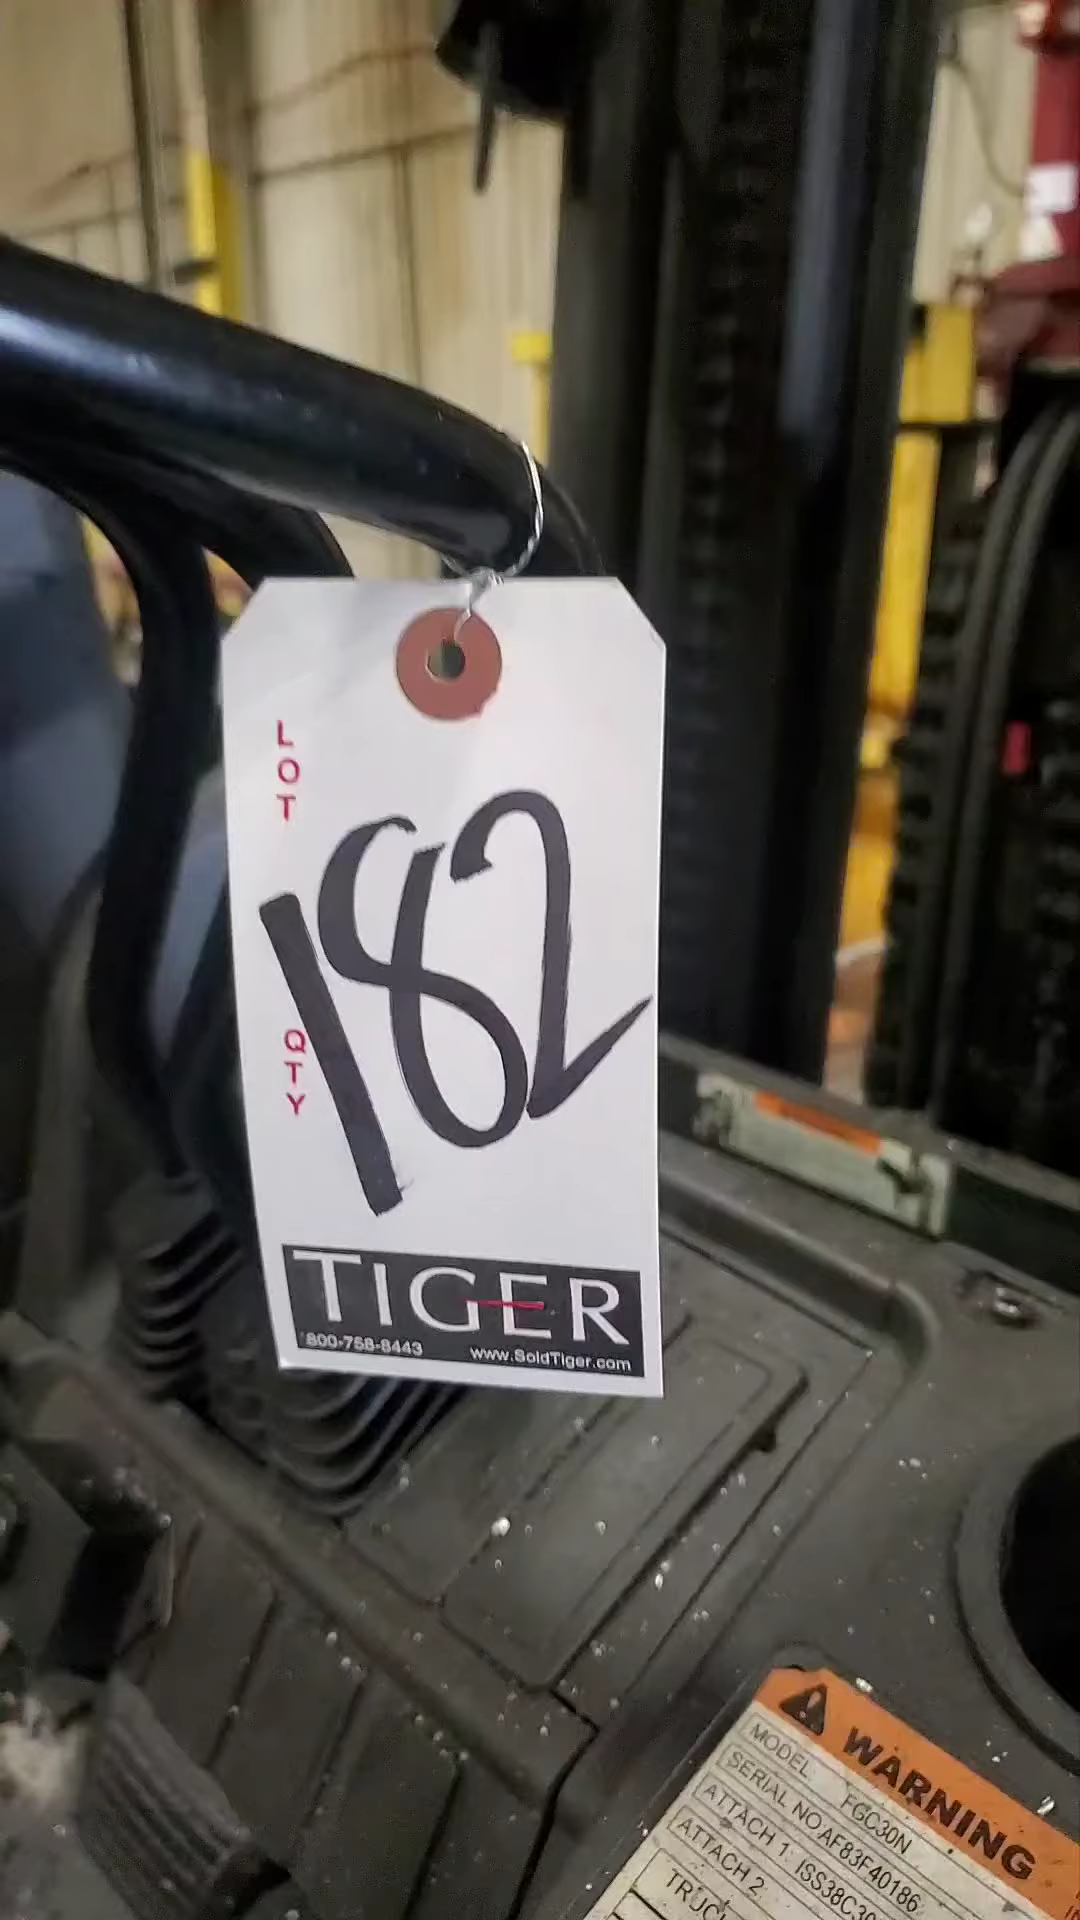 LOT
182
QTY
TIGER
800-758-8443 www.SoldTiger.com
WARNING
MODEL FGC30N
SERIAL NO AF83F40186
ATTACH 1 ISS38C30
ATTACH 2